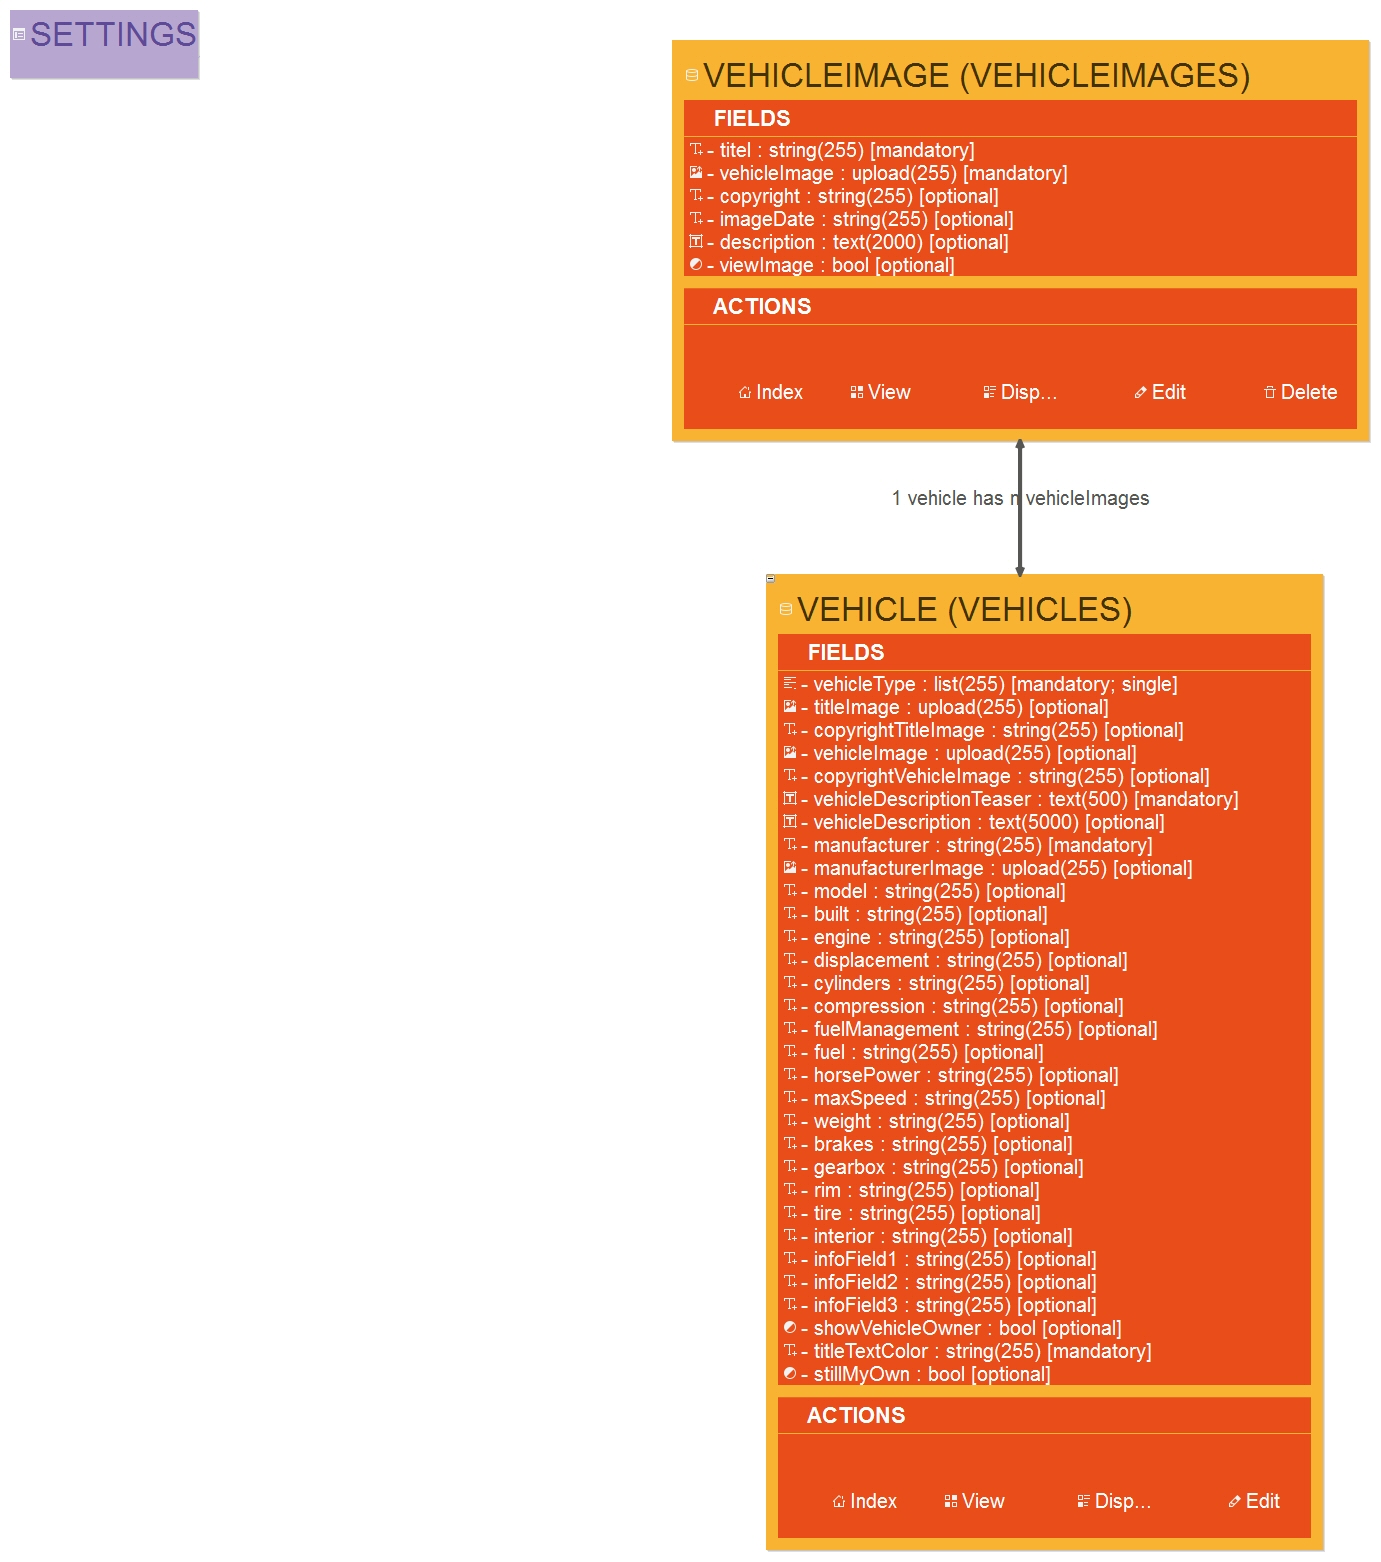 SETTINGS
VEHICLEIMAGE (VEHICLEIMAGES)
FIELDS
- titel : string(255) [mandatory]
- vehicleImage : upload(255) [mandatory]
- copyright : string(255) [optional]
- imageDate : string(255) [optional]
- description : text(2000) [optional]
- viewImage : bool [optional]
ACTIONS
Index View Disp... Edit Delete
1 vehicle has n vehicleImages
VEHICLE (VEHICLES)
FIELDS
- vehicleType : list(255) [mandatory; single]
- titleImage : upload(255) [optional]
- copyrightTitleImage : string(255) [optional]
- vehicleImage : upload(255) [optional]
- copyrightVehicleImage : string(255) [optional]
- vehicleDescriptionTeaser : text(500) [mandatory]
- vehicleDescription : text(5000) [optional]
- manufacturer : string(255) [mandatory]
- manufacturerImage : upload(255) [optional]
- model : string(255) [optional]
- built : string(255) [optional]
- engine : string(255) [optional]
- displacement : string(255) [optional]
- cylinders : string(255) [optional]
- compression : string(255) [optional]
- fuelManagement : string(255) [optional]
- fuel : string(255) [optional]
- horsePower : string(255) [optional]
- maxSpeed : string(255) [optional]
- weight : string(255) [optional]
- brakes : string(255) [optional]
- gearbox : string(255) [optional]
- rim : string(255) [optional]
- tire : string(255) [optional]
- interior : string(255) [optional]
- infoField1 : string(255) [optional]
- infoField2 : string(255) [optional]
- infoField3 : string(255) [optional]
- showVehicleOwner : bool [optional]
- titleTextColor : string(255) [mandatory]
- stillMyOwn : bool [optional]
ACTIONS
Index View Disp... Edit